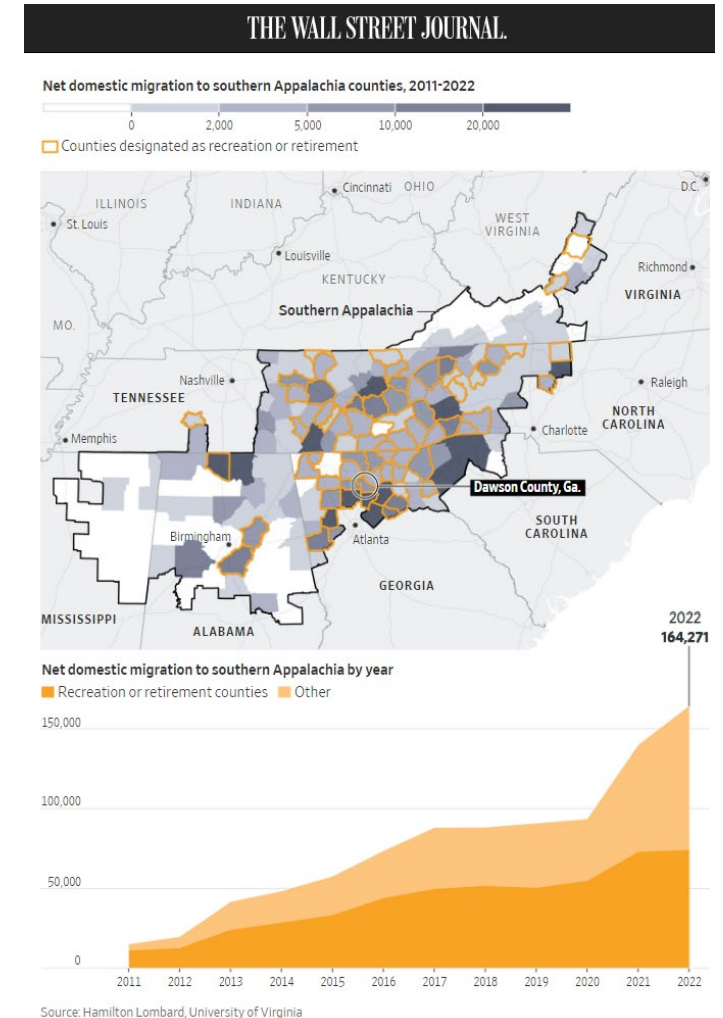 THE WALL STREET JOURNAL.
Net domestic migration to southern Appalachia counties, 2011-2022
0 2,000 5,000 10,000 20,000
Counties designated as recreation or retirement
Cincinnati OHIO D.C.
ILLINOIS INDIANA
St. Louis
WEST
VIRGINIA
Louisville
Richmond
KENTUCKY
VIRGINIA
Southern Appalachia
MO.
Nashville
Raleigh
TENNESSEE
NORTH
CAROLINA
Memphis
Charlotte
Dawson County, Ga.
Birmingham
Atlanta
SOUTH
CAROLINA
GEORGIA
MISSISSIPPI
ALABAMA
2022
164,271
Net domestic migration to southern Appalachia by year
Recreation or retirement counties Other
150,000
100,000
50,000
0
2011 2012 2013 2014 2015 2016 2017 2018 2019 2020 2021 2022
Source: Hamilton Lombard, University of Virginia